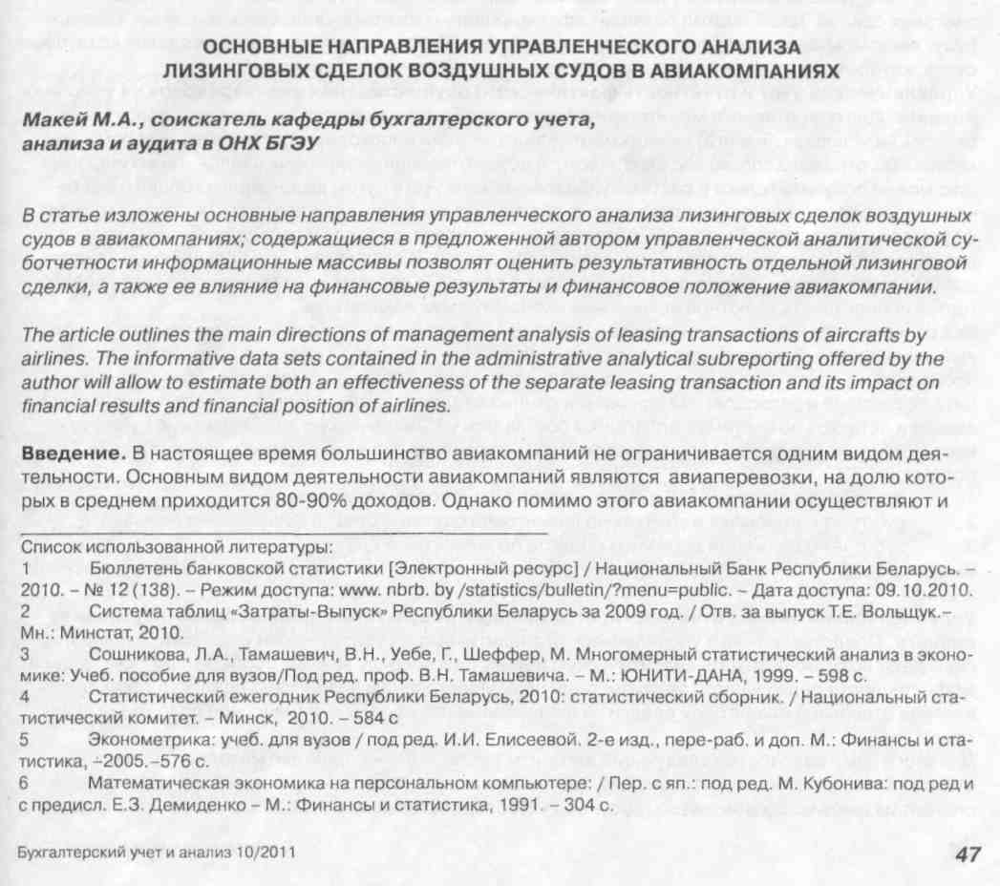 ОСНОВНЫЕ НАПРАВЛЕНИЯ УПРАВЛЕНЧЕСКОГО АНАЛИЗА
ЛИЗИНГОВЫХ СДЕЛОК ВОЗДУШНЫХ СУДОВ В АВИАКОМПАНИЯХ
Макей М.А., соискатель кафедры бухгалтерского учета,
анализа и аудита в ОНХ БГЭУ
В статье изложены основные направления управленческого анализа лизинговых сделок воздушных
судов в авиакомпаниях; содержащиеся в предложенной автором управленческой аналитической су-
ботчетности информационные массивы позволят оценить результативность отдельной лизинговой
сделки, а также ее влияние на финансовые результаты и финансовое положение авиакомпании.
The article outlines the main directions of management analysis of leasing transactions of aircrafts by
airlines. The informative data sets contained in the administrative analytical subreporting offered by the
author will allow to estimate both an effectiveness of the separate leasing transaction and its impact on
financial results and financial position of airlines.
Введение. В настоящее время большинство авиакомпаний не ограничивается одним видом дея-
тельности. Основным видом деятельности авиакомпаний являются авиаперевозки, на долю кото-
рых в среднем приходится 80-90% доходов. Однако помимо этого авиакомпании осуществляют и
Список использованной литературы:
1 Бюллетень банковской статистики [Электронный ресурс] / Национальный Банк Республики Беларусь. –
2010. – № 12 (138). – Режим доступа: www. nbrb. by /statistics/bulletin/?menu=public. – Дата доступа: 09.10.2010.
2 Система таблиц «Затраты-Выпуск» Республики Беларусь за 2009 год. / Отв. за выпуск Т.Е. Вольщук.–
Мн.: Минстат, 2010.
3 Сошникова, Л.А., Тамашевич, В.Н., Уебе, Г., Шеффер, М. Многомерный статистический анализ в эконо-
мике: Учеб. пособие для вузов/Под ред. проф. В.Н. Тамашевича. – М.: ЮНИТИ-ДАНА, 1999. – 598 с.
4 Статистический ежегодник Республики Беларусь, 2010: статистический сборник. / Национальный ста-
тистический комитет. – Минск, 2010. – 584 с
5 Эконометрика: учеб. для вузов / под ред. И.И. Елисеевой. 2-е изд., пере-раб. и доп. М.: Финансы и ста-
тистика, –2005.–576 с.
6 Математическая экономика на персональном компьютере: / Пер. с яп.: под ред. М. Кубонива: под ред и
с предисл. Е.З. Демиденко – М.: Финансы и статистика, 1991. – 304 с.
Бухгалтерский учет и анализ 10/2011
47